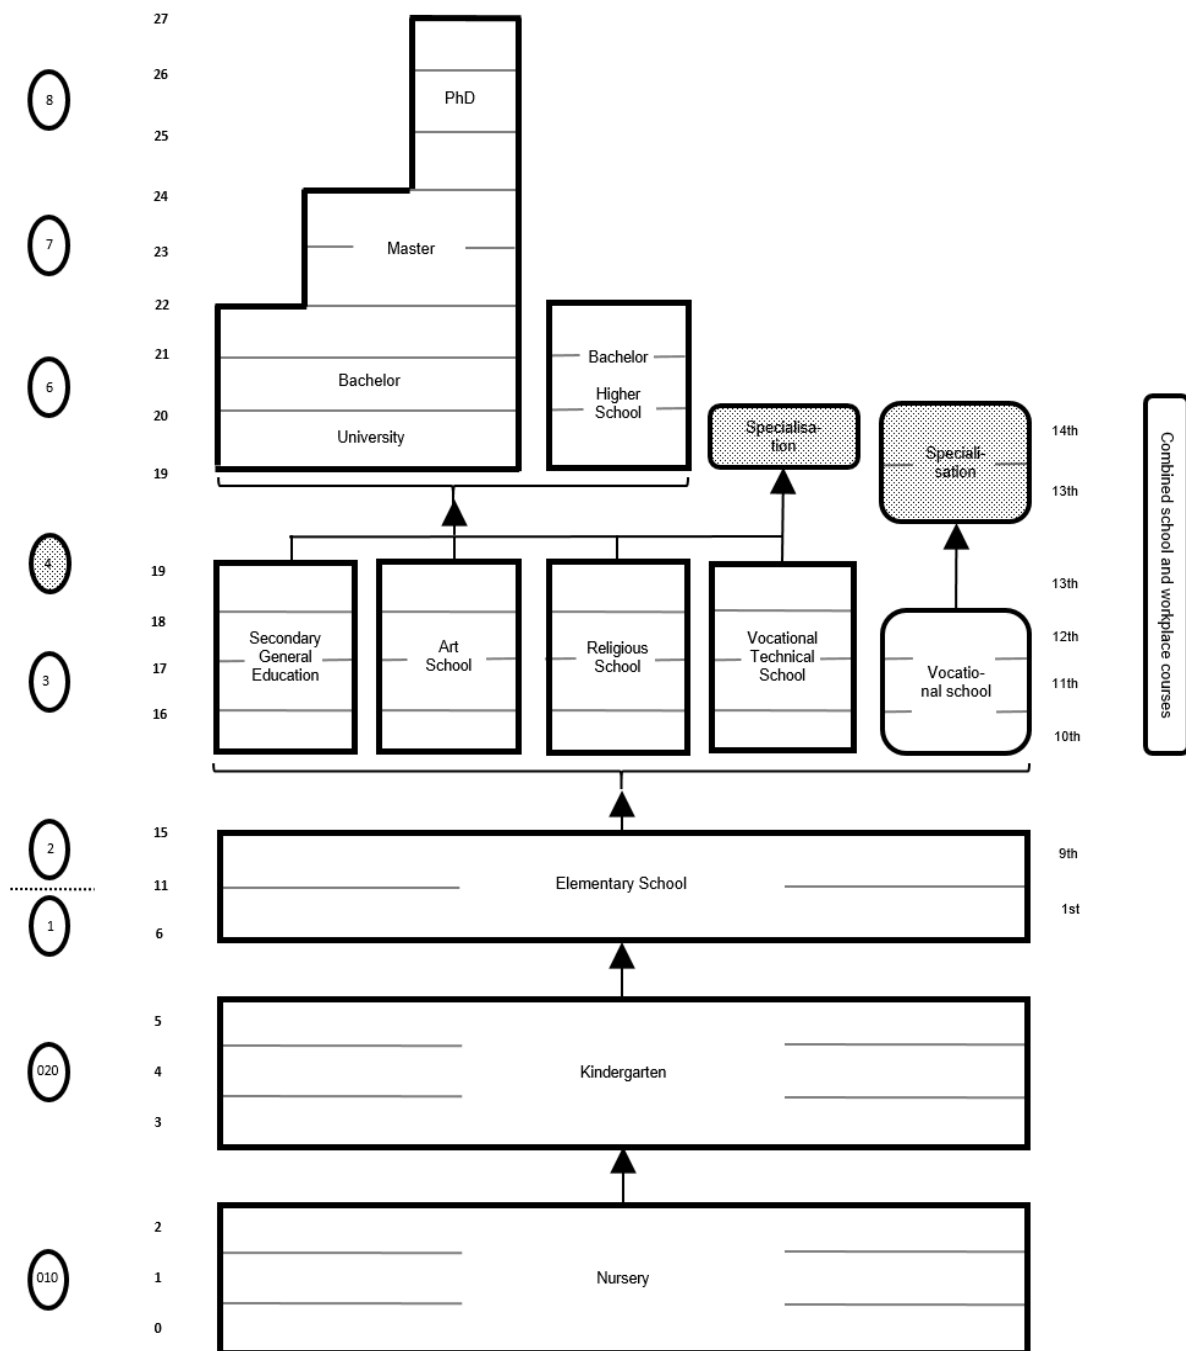 27
26
8
PhD
25
24
7
23
Master
22
21
Bachelor
6
Bachelor
Higher
School
20
University
Specialisa-
tion
14th
Speciali-
sation
19
13th
Combined school and workplace courses
4
19
13th
18
12th
Secondary
General
Education
Art
School
Religious
School
Vocational
Technical
School
17
3
Vocatio-
nal school
11th
16
10th
15
2
9th
11
Elementary School
1
1st
6
5
020
4
Kindergarten
3
2
010
1
Nursery
0